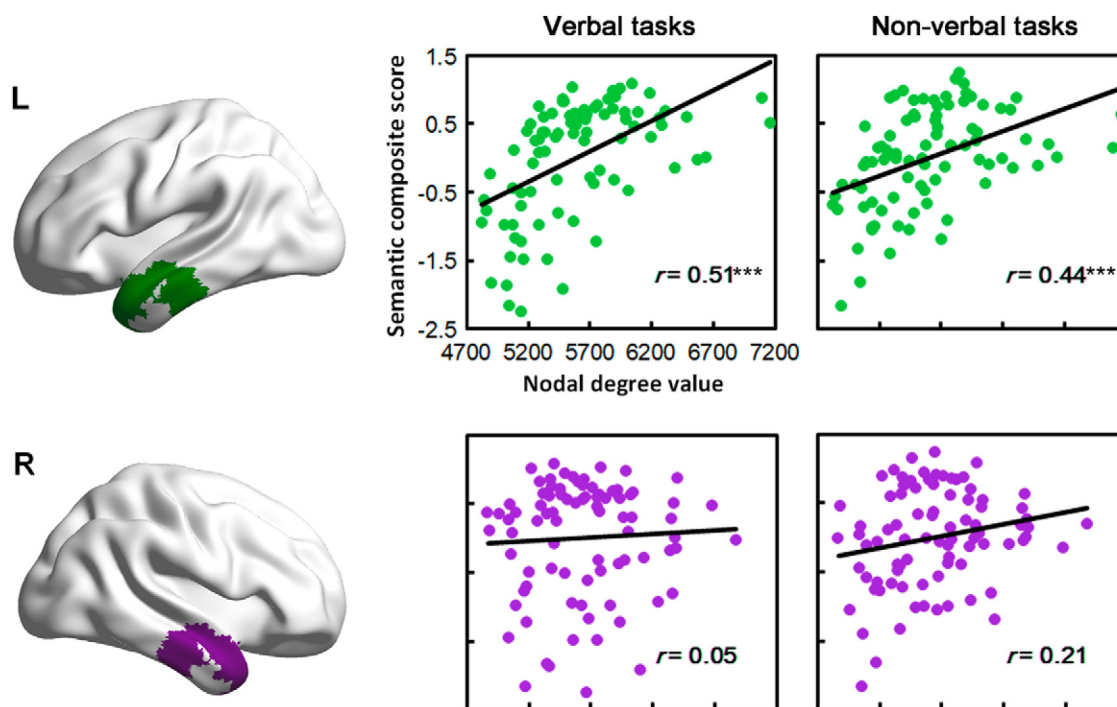 Verbal tasks
Non-verbal tasks
L
Semantic composite score
1.5
0.5
-0.5
-1.5
-2.5
r= 0.51***
r= 0.44***
4700 5200 5700 6200 6700 7200
Nodal degree value
R
r= 0.05
r= 0.21